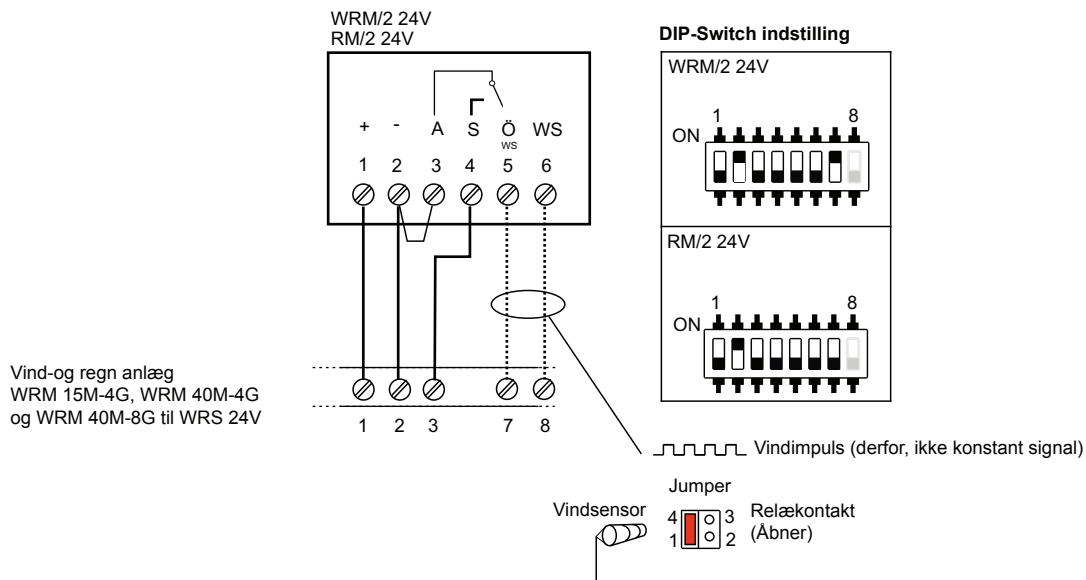 WRM/2 24V
RM/2 24V
+ - A S Ö WS
WS
1 2 3 4 5 6
DIP-Switch indstilling
WRM/2 24V
1 8
ON
RM/2 24V
1 8
ON
Vind-og regn anlæg
WRM 15M-4G, WRM 40M-4G
og WRM 40M-8G til WRS 24V
1 2 3 7 8
Vindimpuls (derfor, ikke konstant signal)
Jumper
Vindsensor
4 3
1 2
Relækontakt
(Åbner)